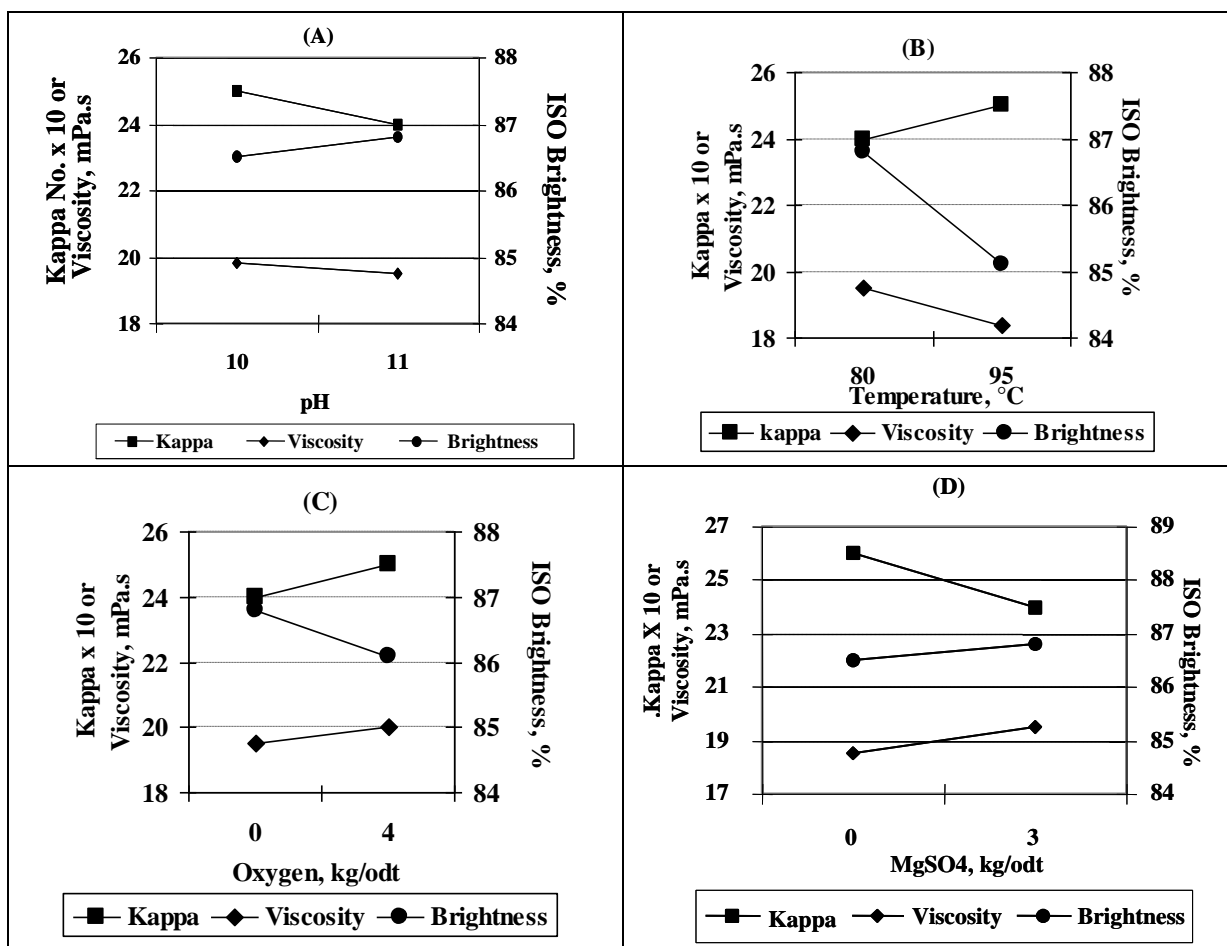 (A)
Kappa No. x 10 or
Viscosity, mPa.s
26
24
22
20
18
88
87
86
85
84
ISO Brightness, %
10 11
pH
Kappa Viscosity Brightness
(B)
Kappa x 10 or
Viscosity, mPa.s
26
24
22
20
18
88
87
86
85
84
ISO Brightness, %
80 95
Temperature, °C
kappa Viscosity Brightness
(C)
Kappa x 10 or
Viscosity, mPa.s
26
24
22
20
18
88
87
86
85
84
ISO Brightness, %
0 4
Oxygen, kg/odt
Kappa Viscosity Brightness
(D)
.Kappa X 10 or
Viscosity, mPa.s
27
25
23
21
19
17
89
88
87
86
85
84
ISO Brightness, %
0 3
MgSO4, kg/odt
Kappa Viscosity Brightness